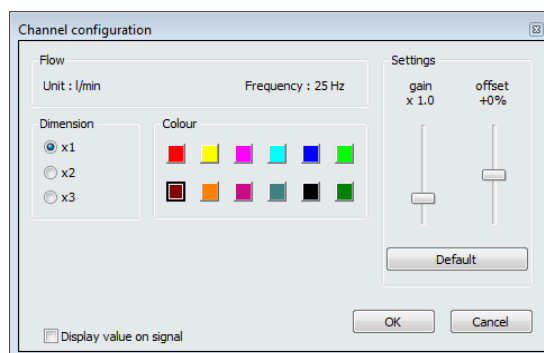 Channel configuration
Flow
Unit : l/min
Frequency : 25 Hz
Settings
gain
x 1.0
offset
+0%
Dimension
x1
x2
x3
Colour
Default
OK
Cancel
Display value on signal